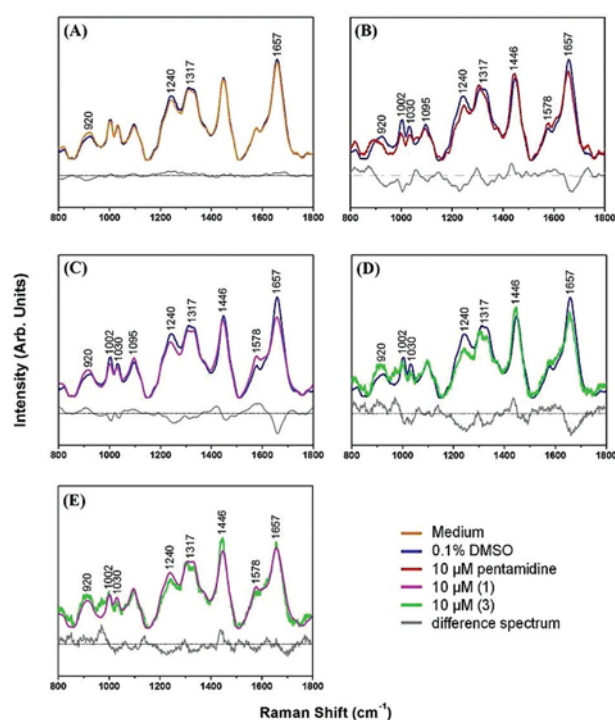 (A)
920
1240
1317
1657
800 1000 1200 1400 1600 1800
(B)
920
1002
1030
1095
1240
1317
1446
1578
1657
800 1000 1200 1400 1600 1800
(C)
920
1002
1030
1095
1240
1317
1446
1578
1657
800 1000 1200 1400 1600 1800
(D)
920
1002
1030
1240
1317
1446
1657
800 1000 1200 1400 1600 1800
(E)
920
1002
1030
1240
1317
1446
1578
1657
800 1000 1200 1400 1600 1800
Intensity (Arb. Units)
Raman Shift (cm⁻¹)
Medium
0.1% DMSO
10 µM pentamidine
10 µM (1)
10 µM (3)
difference spectrum